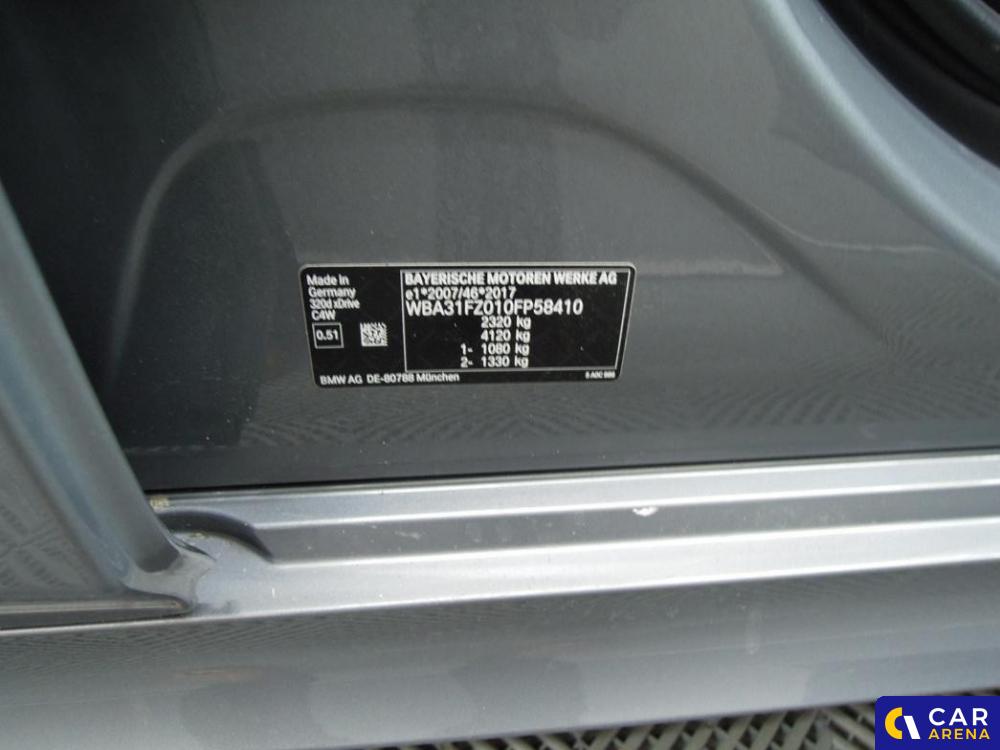 Made in
Germany
320d xDrive
C4W
0.51
BAYERISCHE MOTOREN WERKE AG
e1*2007/46*2017
WBA31FZ010FP58410
2320 kg
4120 kg
1- 1080 kg
2- 1330 kg
BMW AG DE-80788 München
CAR
ARENA